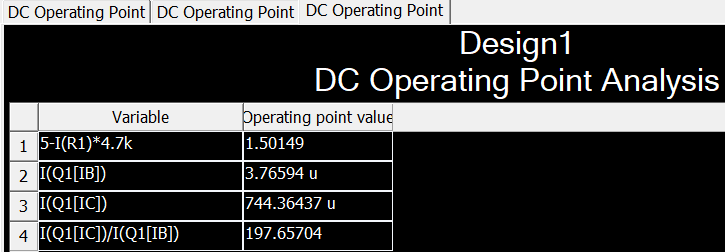 DC Operating Point DC Operating Point DC Operating Point
Design1
DC Operating Point Analysis
Variable Operating point value
1 5-I(R1)*4.7k 1.50149
2 I(Q1[IB]) 3.76594 u
3 I(Q1[IC]) 744.36437 u
4 I(Q1[IC])/I(Q1[IB]) 197.65704